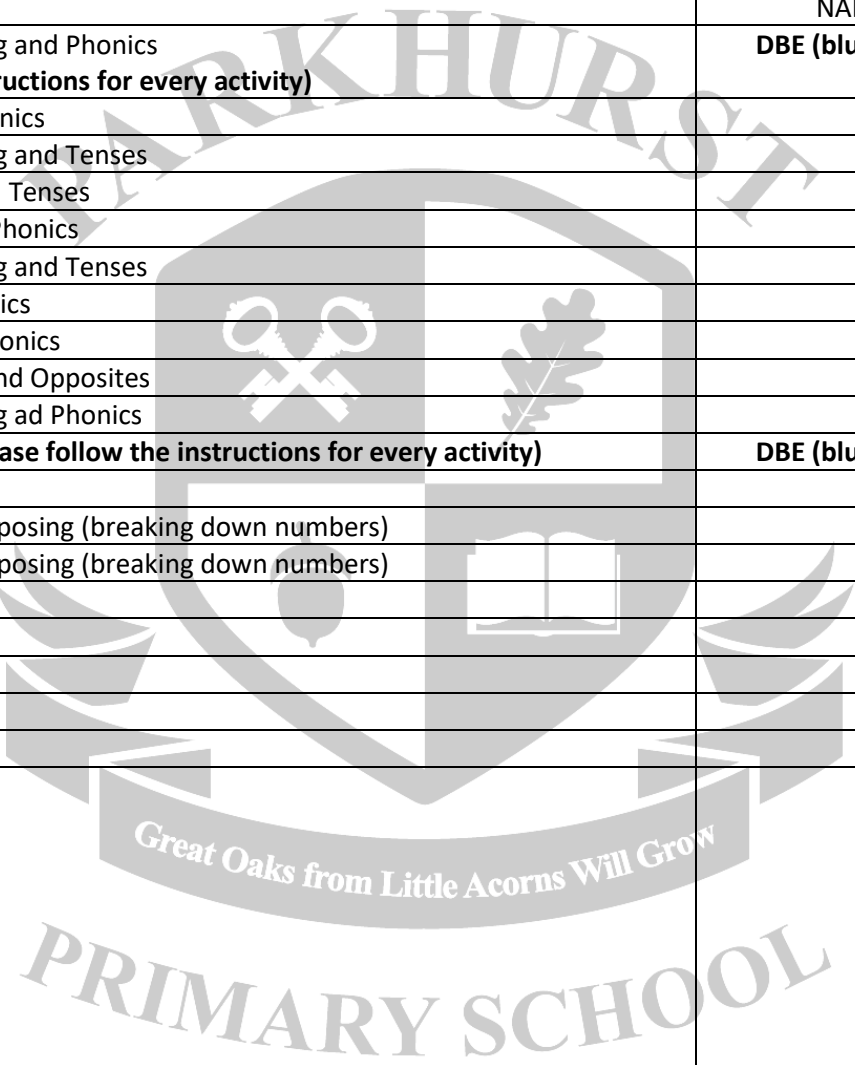 NA
g and Phonics
DBE (blu
ructions for every activity)
nics
g and Tenses
Tenses
Phonics
g and Tenses
ics
onics
nd Opposites
g ad Phonics
ase follow the instructions for every activity)
DBE (blu
posing (breaking down numbers)
posing (breaking down numbers)
PARKHURST
Great Oaks from Little Acorns Will Grow
PRIMARY SCHOOL